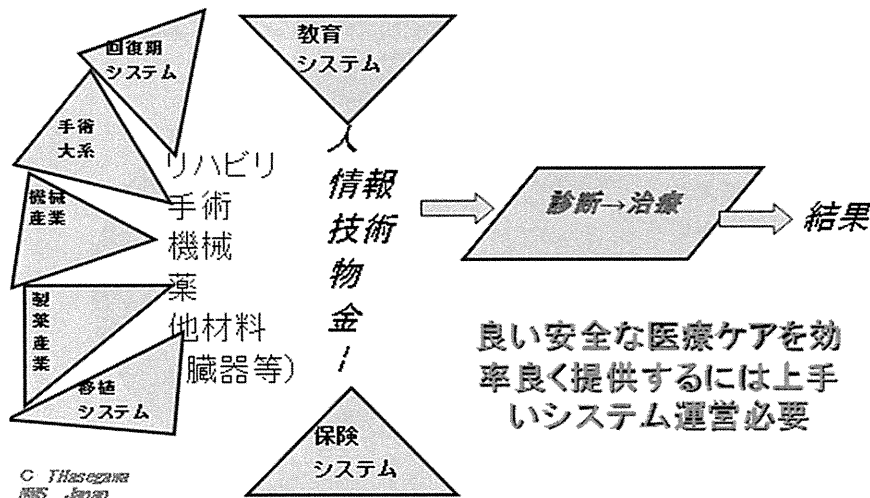 回復期
システム
手術
大系
機械
産業
製
薬
産
業
移植
システム
リハビリ
手術
機械
薬
他材料
臓器等）
教育
システム
人
情報
技術
物
金
保険
システム
診断→治療
結果
良い安全な医療ケアを効
率良く提供するには上手
いシステム運営必要
© THasegawa
Japan